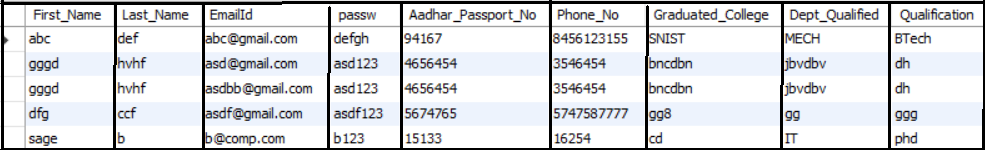 First_Name Last_Name EmailId passw Aadhar_Passport_No Phone_No Graduated_College Dept_Qualified Qualification
abc def abc@gmail.com defgh 94167 8456123155 SNIST MECH BTech
gggd hvhf asd@gmail.com asd123 4656454 3546454 bncdbn jbvdbv dh
gggd hvhf asdbb@gmail.com asd123 4656454 3546454 bncdbn jbvdbv dh
dfg ccf asdf@gmail.com asdf123 5674765 5747587777 gg8 gg ggg
sage b b@comp.com b123 15133 16254 cd IT phd